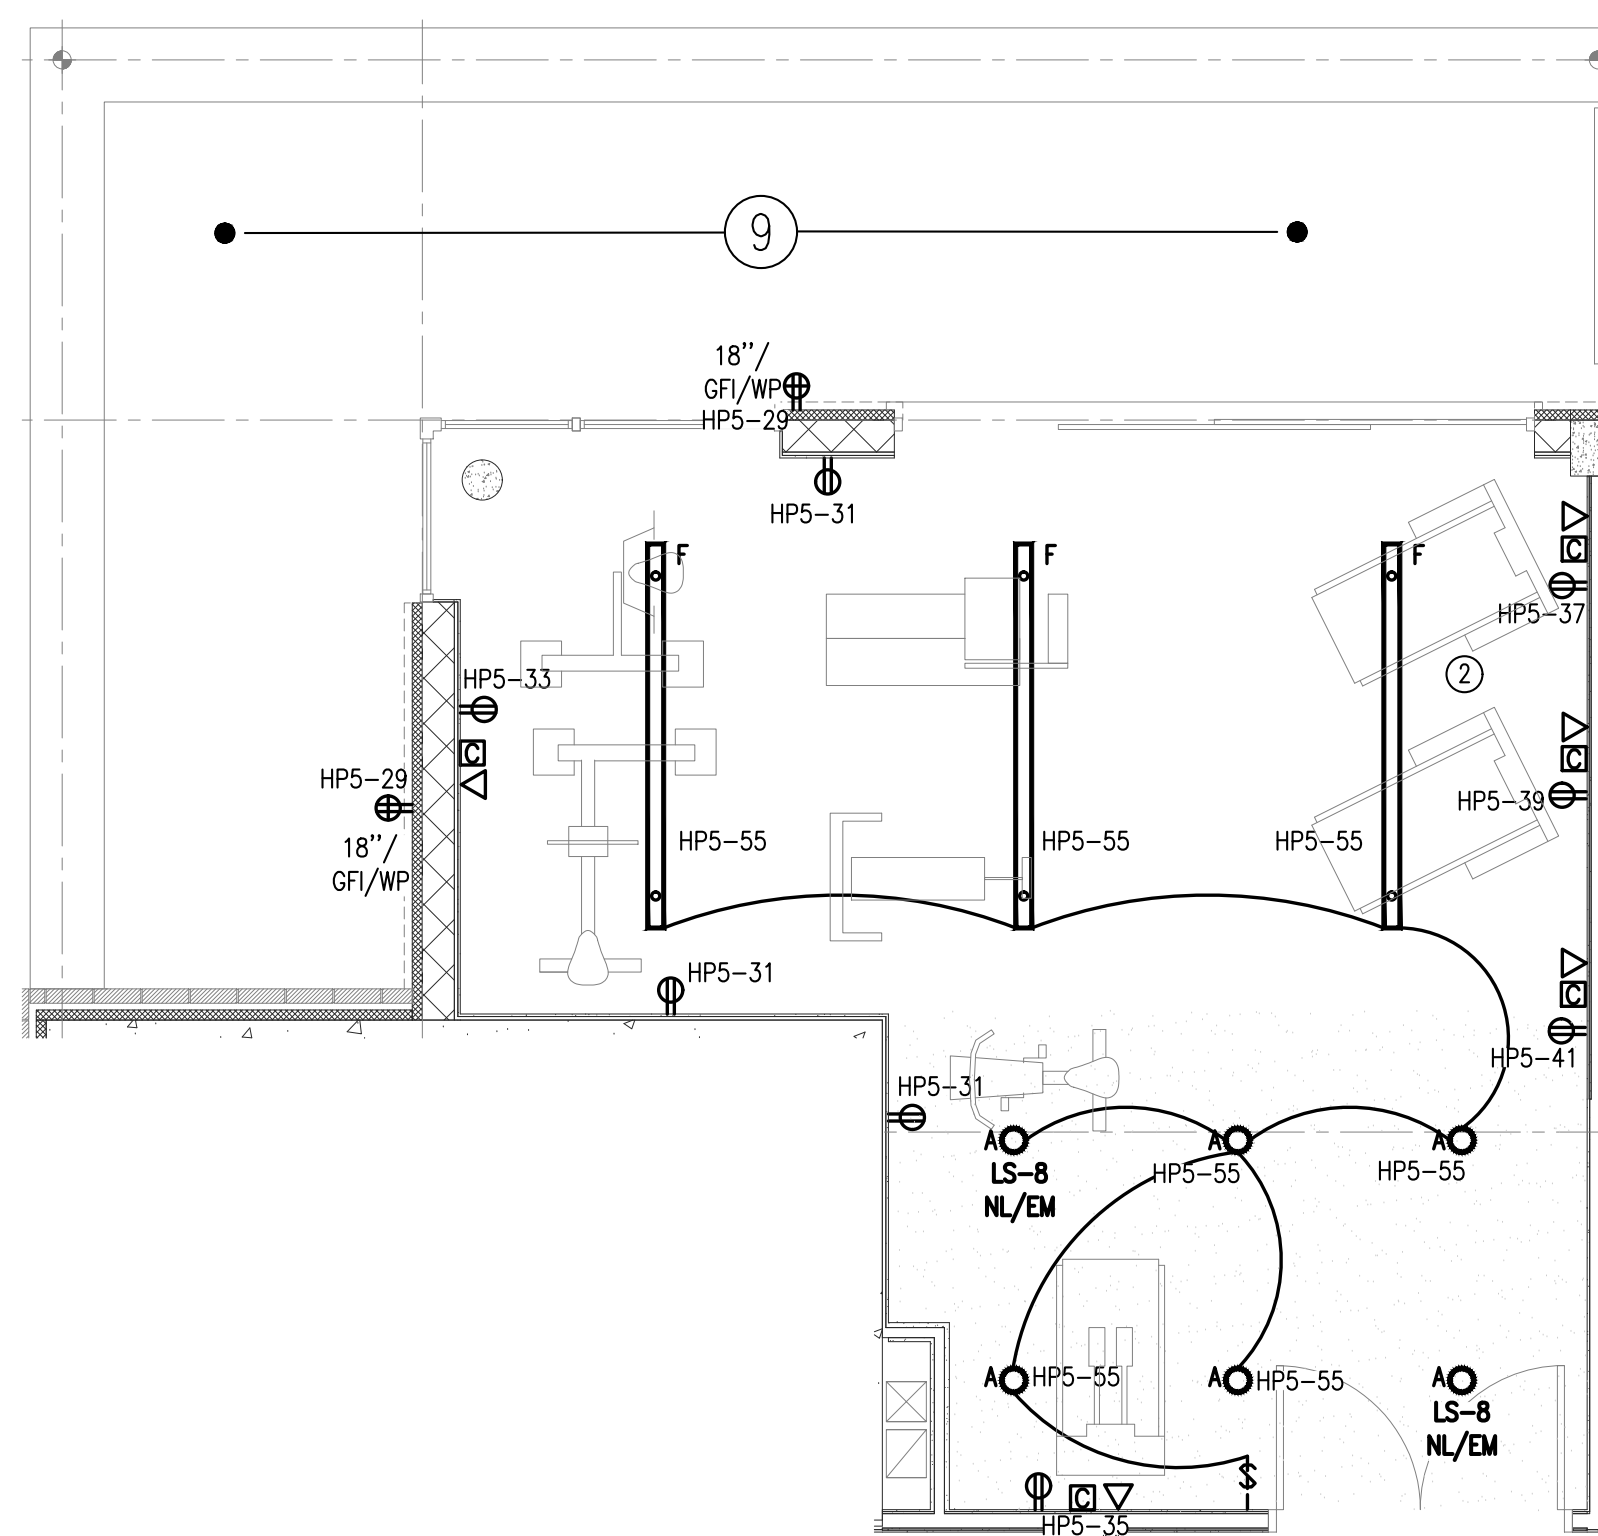 9
18"/
GFI/WP
HP5-29
HP5-31
F
F
F
C
HP5-37
2
HP5-33
C
C
HP5-39
HP5-29
18"/
GFI/WP
HP5-55
HP5-55
HP5-55
HP5-31
C
HP5-41
HP5-31
A
A
A
LS-8
NL/EM
HP5-55
HP5-55
A
HP5-55
A
HP5-55
A
LS-8
NL/EM
$
C
HP5-35